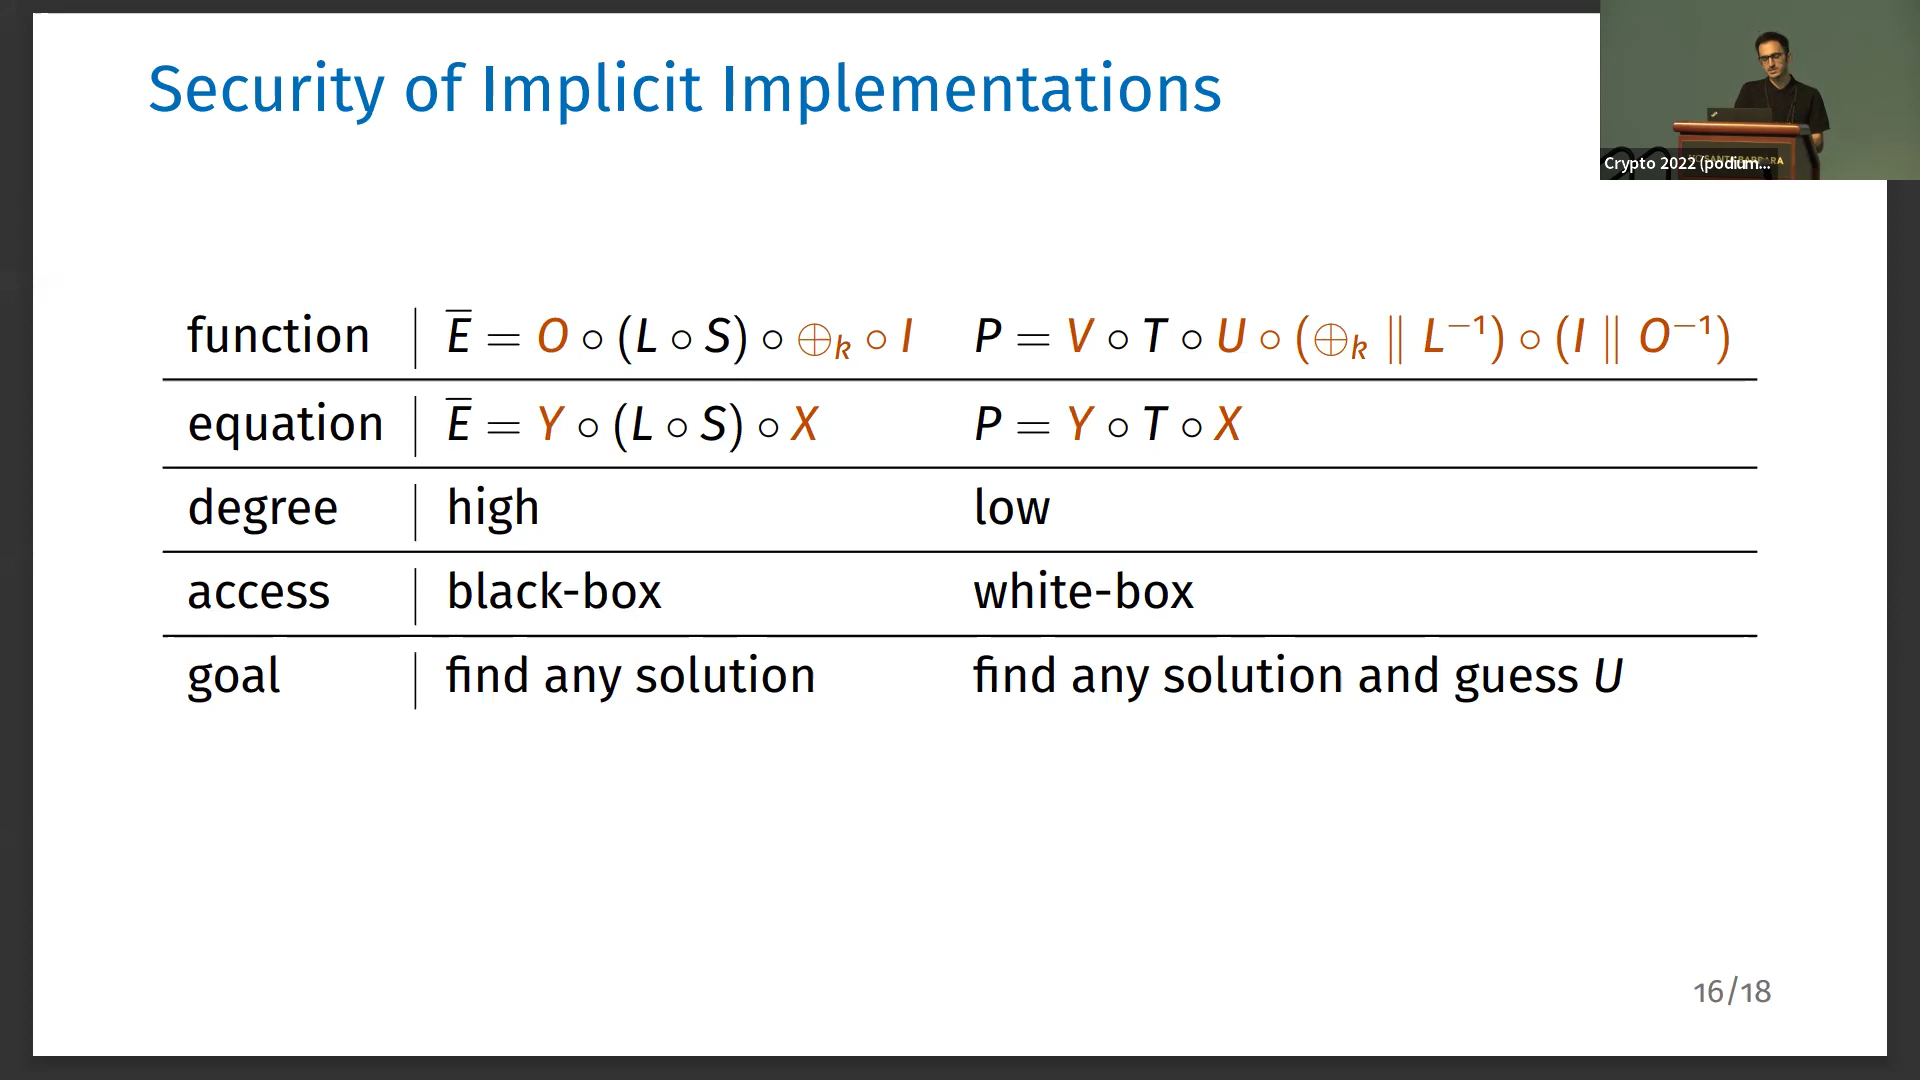 Security of Implicit Implementations
Crypto 2022 (podium...
function E̅ = O ∘ (L ∘ S) ∘ ⊕ₖ ∘ I P = V ∘ T ∘ U ∘ (⊕ₖ ∥ L⁻¹) ∘ (I ∥ O⁻¹)
equation E̅ = Y ∘ (L ∘ S) ∘ X P = Y ∘ T ∘ X
degree high low
access black-box white-box
goal find any solution find any solution and guess U
16/18